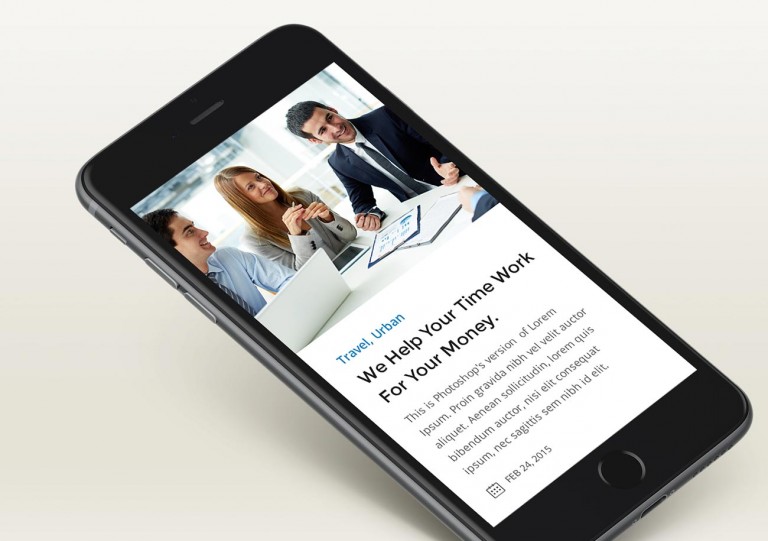 Travel, Urban
We Help Your Time Work
For Your Money.
This is Photoshop's version of Lorem
Ipsum. Proin gravida nibh vel velit auctor
aliquet. Aenean sollicitudin, lorem quis
bibendum auctor, nisi elit consequat
ipsum, nec sagittis sem nibh id elit.
FEB 24, 2015